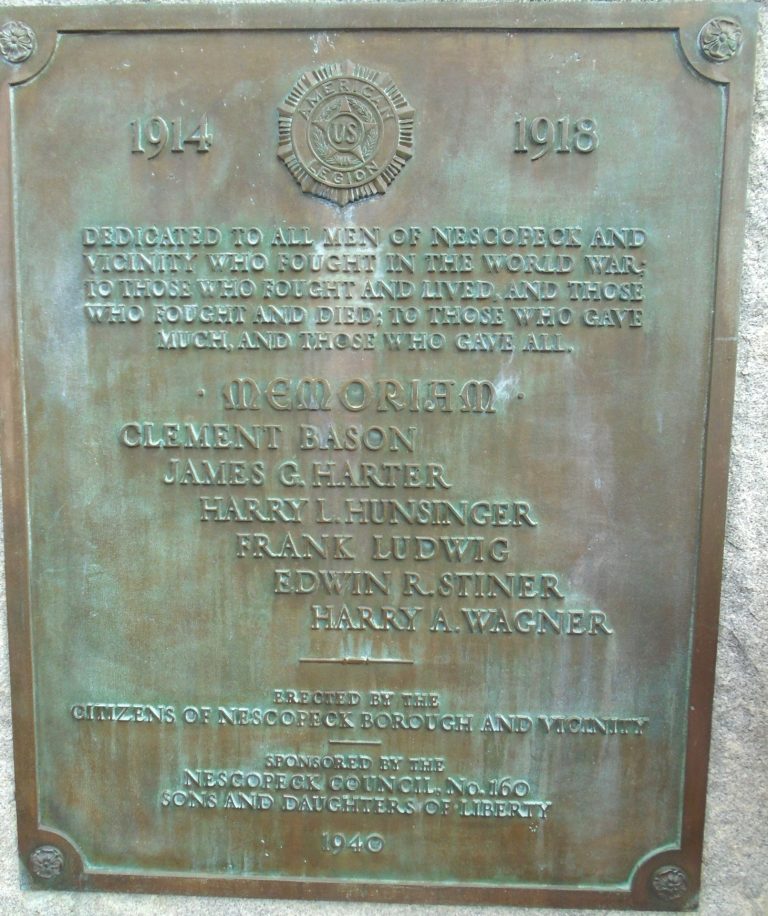 1914 AMERICAN US LEGION 1918
DEDICATED TO ALL MEN OF NESCOPECK AND
VICINITY WHO FOUGHT IN THE WORLD WAR;
TO THOSE WHO FOUGHT AND LIVED, AND THOSE
WHO FOUGHT AND DIED; TO THOSE WHO GAVE
MUCH, AND THOSE WHO GAVE ALL.
· MEMORIAM ·
CLEMENT BASON
JAMES G. HARTER
HARRY L. HUNSINGER
FRANK LUDWIG
EDWIN R. STINER
HARRY A. WAGNER
ERECTED BY THE
CITIZENS OF NESCOPECK BOROUGH AND VICINITY
SPONSORED BY THE
NESCOPECK COUNCIL, No. 160
SONS AND DAUGHTERS OF LIBERTY
1940